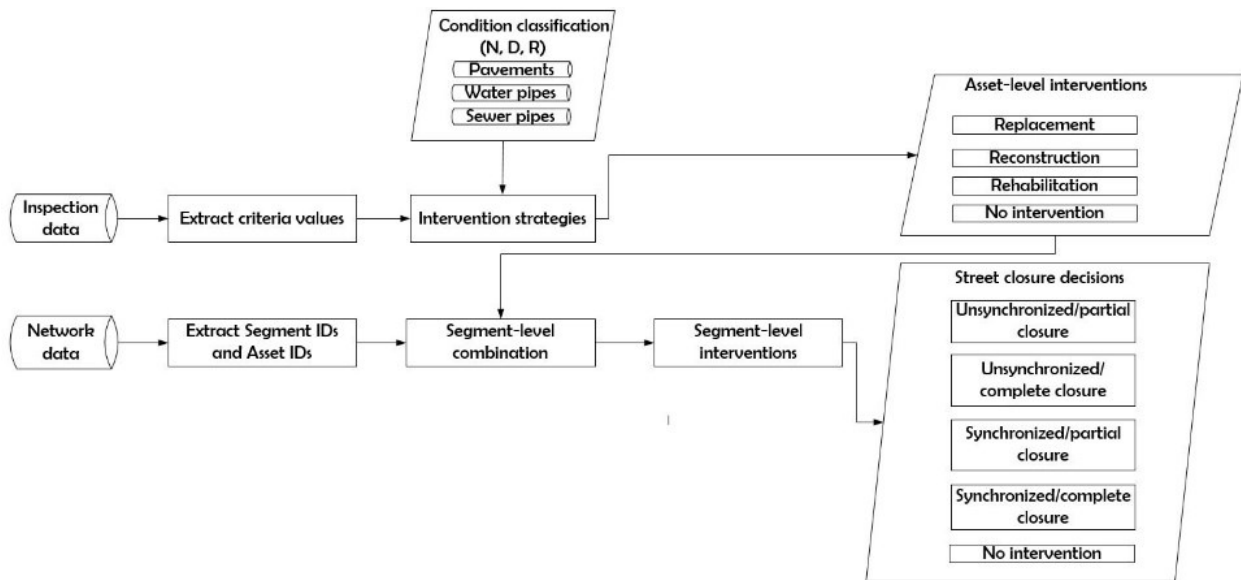 Condition classification
(N, D, R)
Pavements
Water pipes
Sewer pipes
Asset-level interventions
Replacement
Reconstruction
Rehabilitation
No intervention
Inspection
data
Extract criteria values
Intervention strategies
Network
data
Extract Segment IDs
and Asset IDs
Segment-level
combination
Segment-level
interventions
Street closure decisions
Unsynchronized/partial
closure
Unsynchronized/
complete closure
Synchronized/partial
closure
Synchronized/complete
closure
No intervention